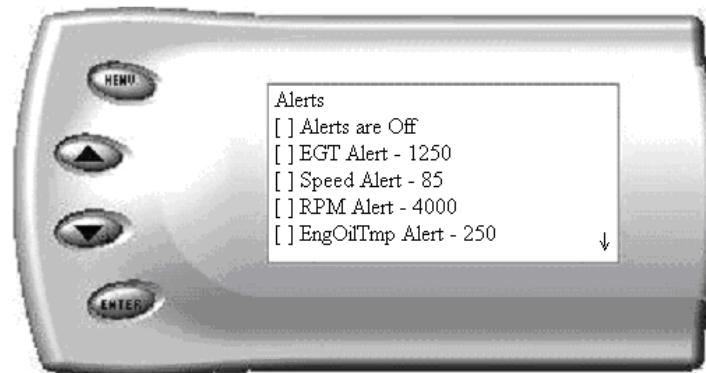 MENU
Alerts
[ ] Alerts are Off
[ ] EGT Alert - 1250
[ ] Speed Alert - 85
[ ] RPM Alert - 4000
[ ] EngOilTmp Alert - 250
ENTER